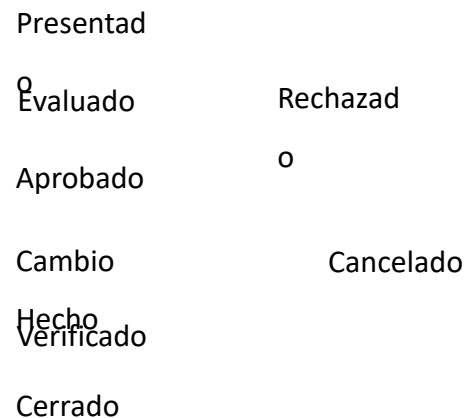 Presentad
o
Evaluado
Rechazad
o
Aprobado
Cambio
Cancelado
Hecho
Verificado
Cerrado